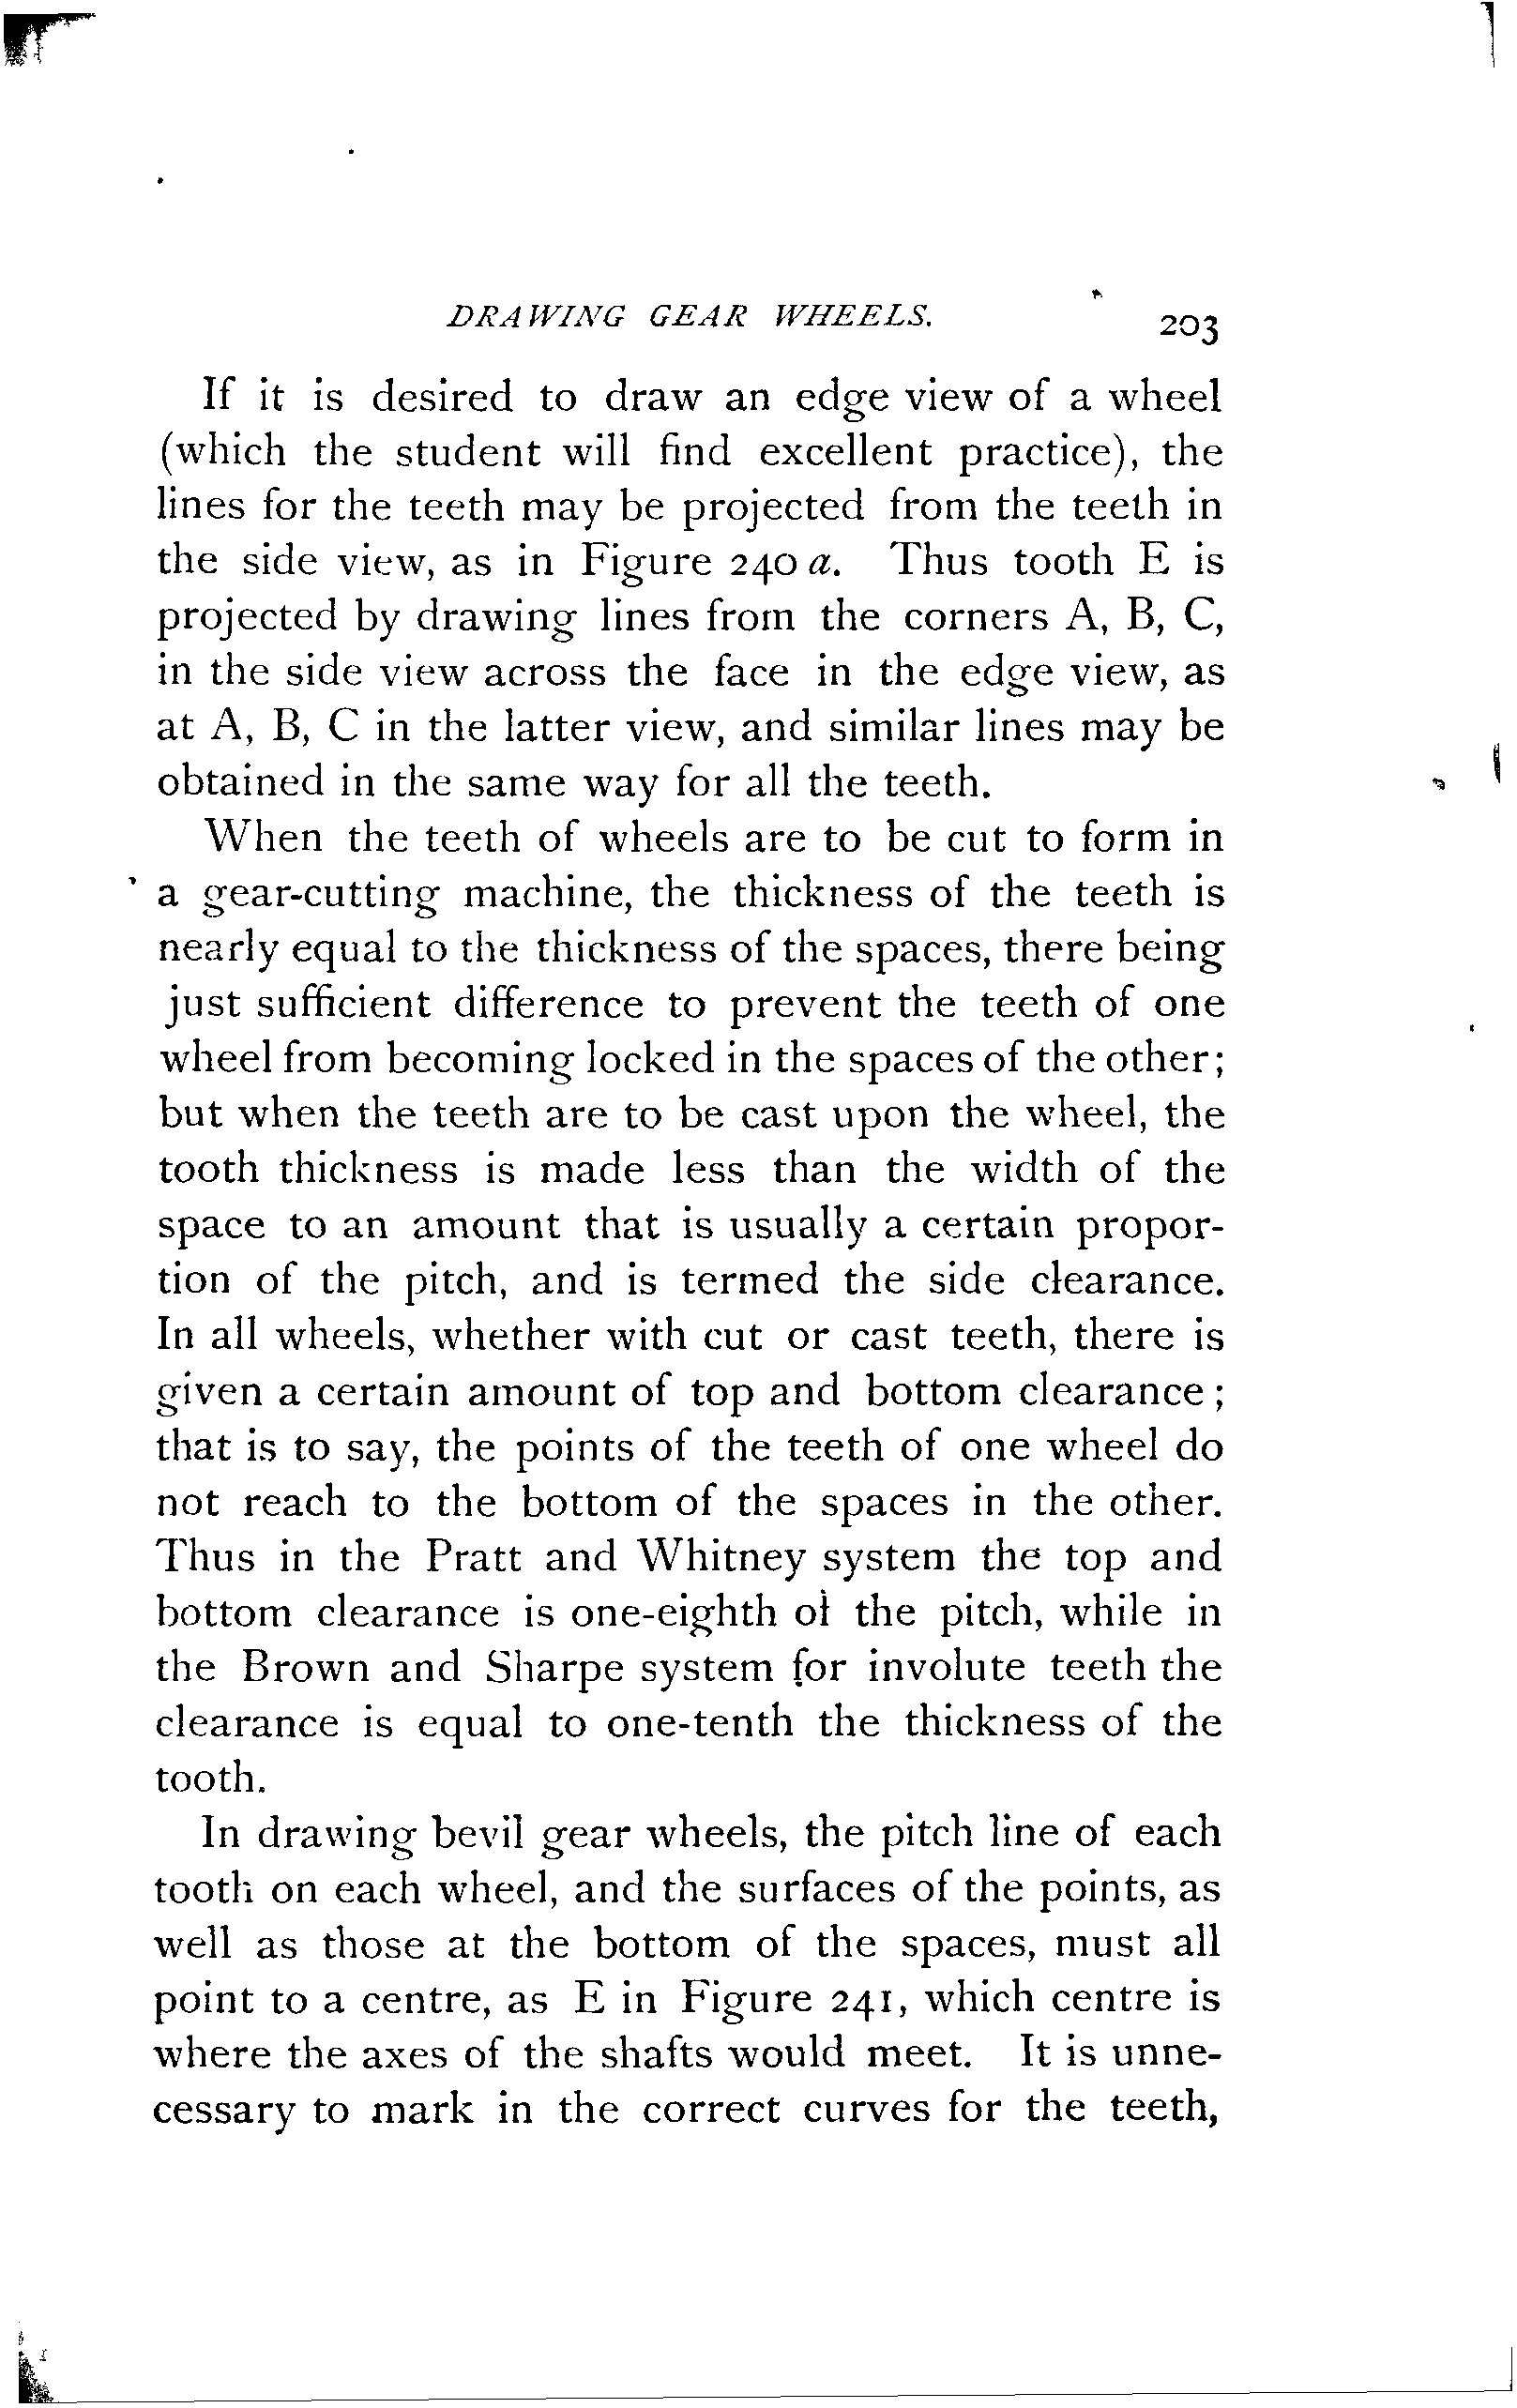 DRAWING GEAR WHEELS. 203
If it is desired to draw an edge view of a wheel
(which the student will find excellent practice), the
lines for the teeth may be projected from the teeth in
the side view, as in Figure 240 a. Thus tooth E is
projected by drawing lines from the corners A, B, C,
in the side view across the face in the edge view, as
at A, B, C in the latter view, and similar lines may be
obtained in the same way for all the teeth.
When the teeth of wheels are to be cut to form in
a gear-cutting machine, the thickness of the teeth is
nearly equal to the thickness of the spaces, there being
just sufficient difference to prevent the teeth of one
wheel from becoming locked in the spaces of the other;
but when the teeth are to be cast upon the wheel, the
tooth thickness is made less than the width of the
space to an amount that is usually a certain propor-
tion of the pitch, and is termed the side clearance.
In all wheels, whether with cut or cast teeth, there is
given a certain amount of top and bottom clearance;
that is to say, the points of the teeth of one wheel do
not reach to the bottom of the spaces in the other.
Thus in the Pratt and Whitney system the top and
bottom clearance is one-eighth of the pitch, while in
the Brown and Sharpe system for involute teeth the
clearance is equal to one-tenth the thickness of the
tooth.
In drawing bevil gear wheels, the pitch line of each
tooth on each wheel, and the surfaces of the points, as
well as those at the bottom of the spaces, must all
point to a centre, as E in Figure 241, which centre is
where the axes of the shafts would meet. It is unne-
cessary to mark in the correct curves for the teeth,